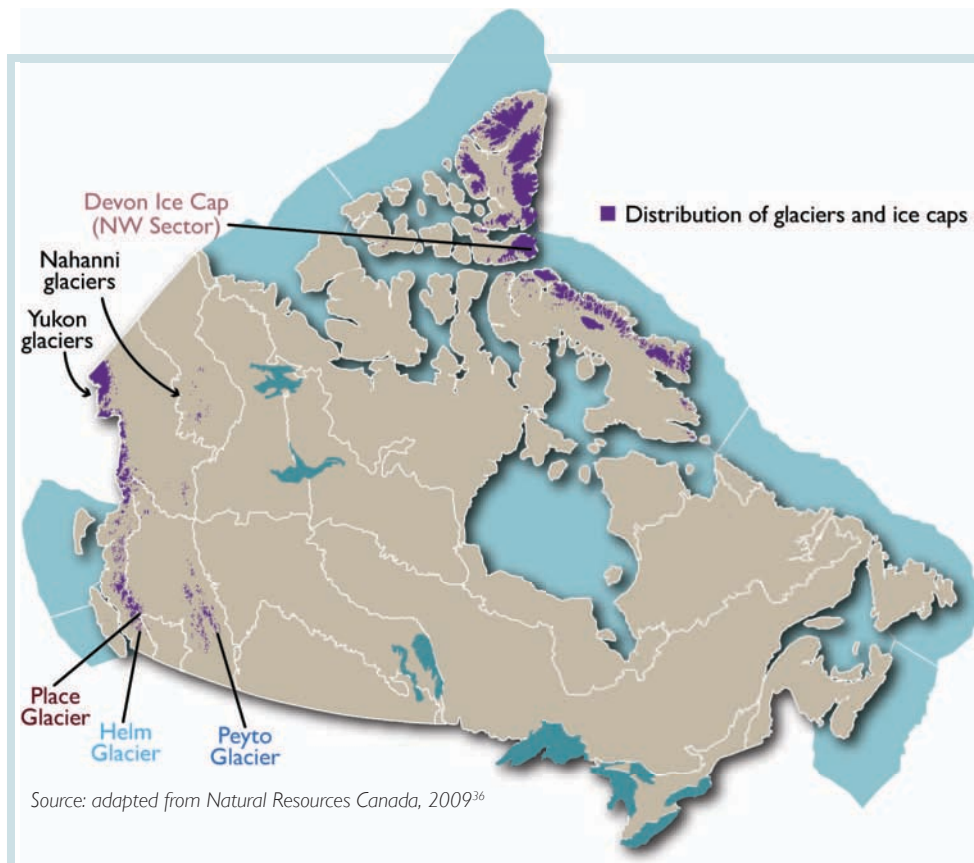 Devon Ice Cap
(NW Sector)
Distribution of glaciers and ice caps
Nahanni
glaciers
Yukon
glaciers
Place
Glacier
Helm
Glacier
Peyto
Glacier
Source: adapted from Natural Resources Canada, 2009³⁶